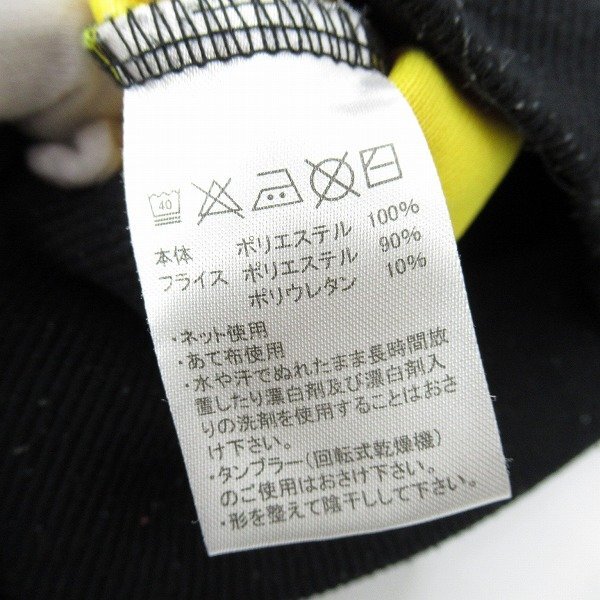 40
本体 ポリエステル 100%
フライス ポリエステル 90%
ポリウレタン 10%
・ネット使用
・あて布使用
・水や汗でぬれたまま長時間放
置したり漂白剤及び漂白剤入
りの洗剤を使用することはおさ
け下さい。
・タンブラー(回転式乾燥機)
のご使用はおさけ下さい。
・形を整えて陰干しして下さい。